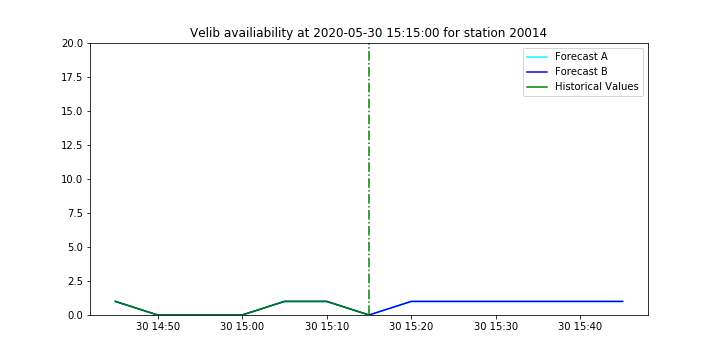 Velib availiability at 2020-05-30 15:15:00 for station 20014
20.0
17.5
15.0
12.5
10.0
7.5
5.0
2.5
0.0
Forecast A
Forecast B
Historical Values
30 14:50 30 15:00 30 15:10 30 15:20 30 15:30 30 15:40